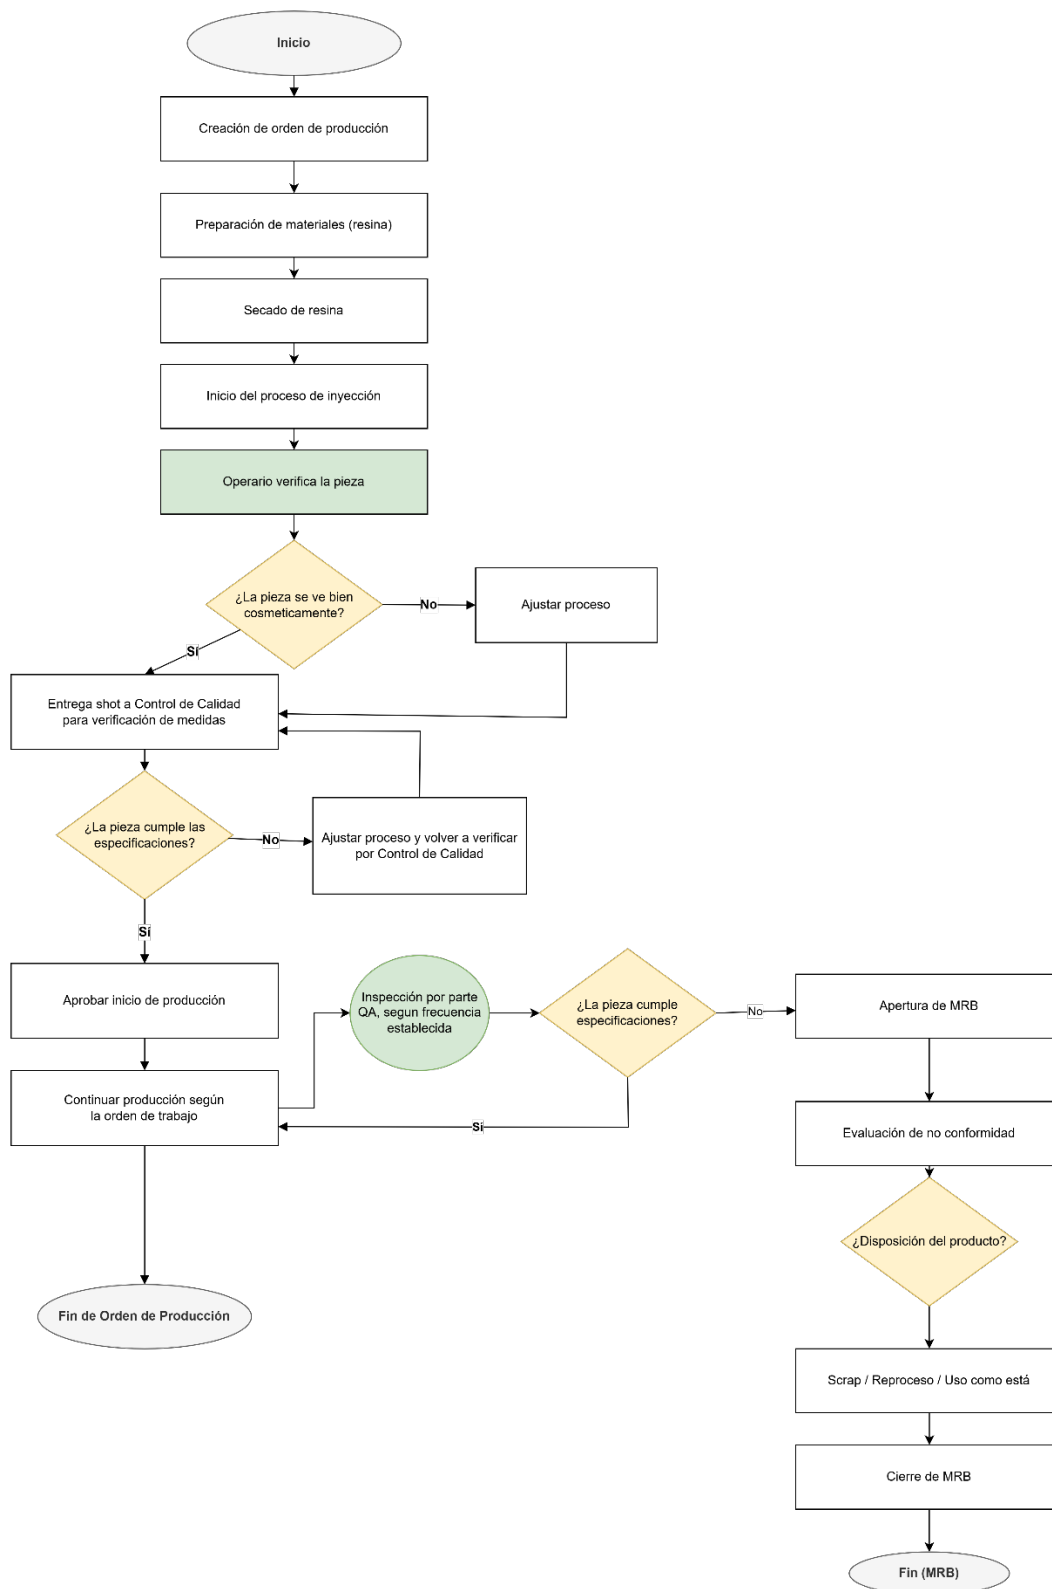 Inicio
Creación de orden de producción
Preparación de materiales (resina)
Secado de resina
Inicio del proceso de inyección
Operario verifica la pieza
¿La pieza se ve bien
cosmeticamente?
No
Ajustar proceso
Sí
Entrega shot a Control de Calidad
para verificación de medidas
¿La pieza cumple las
especificaciones?
No
Ajustar proceso y volver a verificar
por Control de Calidad
Sí
Aprobar inicio de producción
Inspección por parte
QA, segun frecuencia
establecida
¿La pieza cumple
especificaciones?
No
Apertura de MRB
Continuar producción según
la orden de trabajo
Sí
Evaluación de no conformidad
¿Disposición del producto?
Fin de Orden de Producción
Scrap / Reproceso / Uso como está
Cierre de MRB
Fin (MRB)